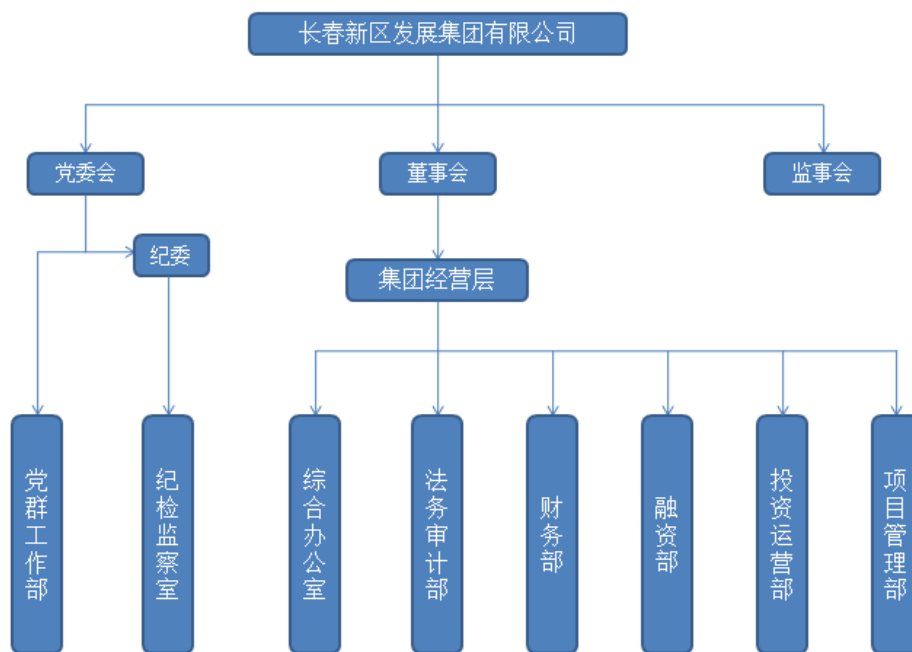 长春新区发展集团有限公司
党委会
董事会
监事会
纪委
集团经营层
党群工作部
纪检监察室
综合办公室
法务审计部
财务部
融资部
投资运营部
项目管理部